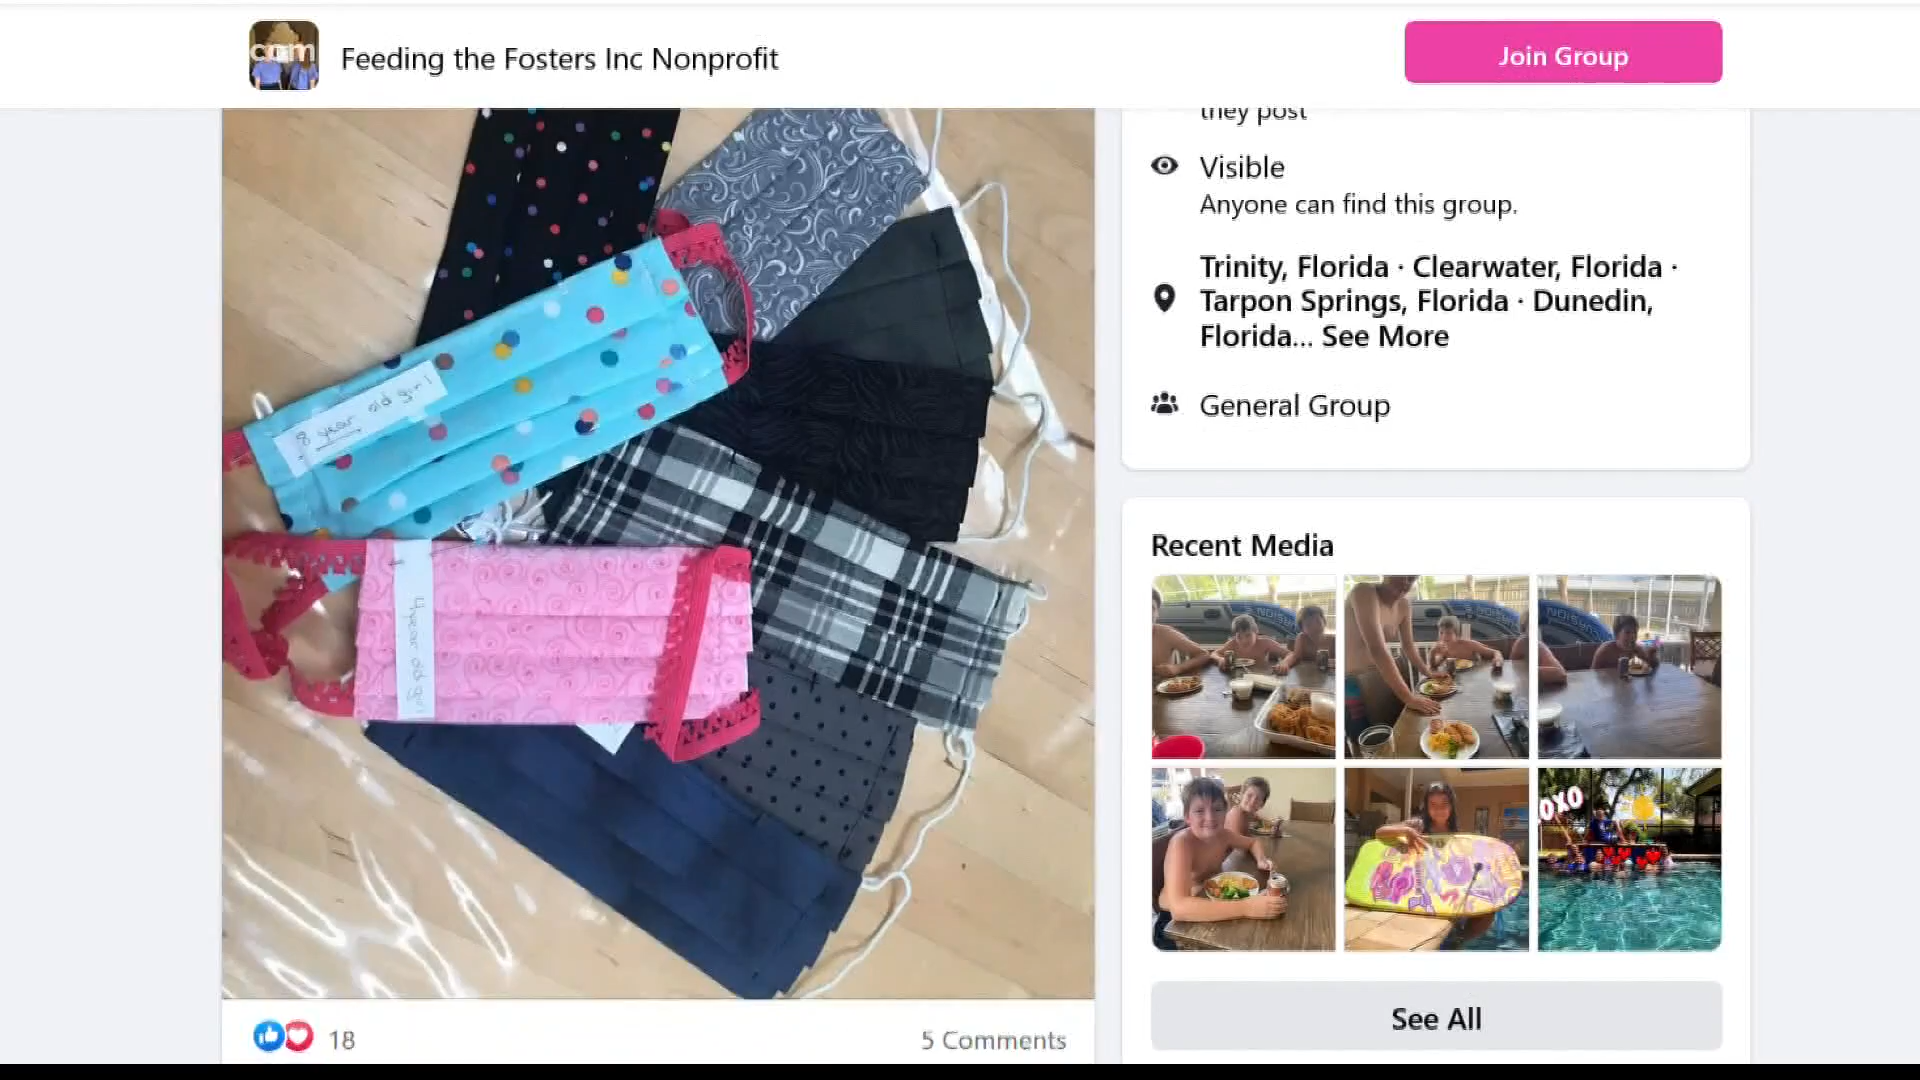 com
Feeding the Fosters Inc Nonprofit
Join Group
they post
Visible
Anyone can find this group.
Trinity, Florida · Clearwater, Florida ·
Tarpon Springs, Florida · Dunedin,
Florida... See More
General Group
8 year old girl
4 year old girl
Recent Media
OXO
18
5 Comments
See All